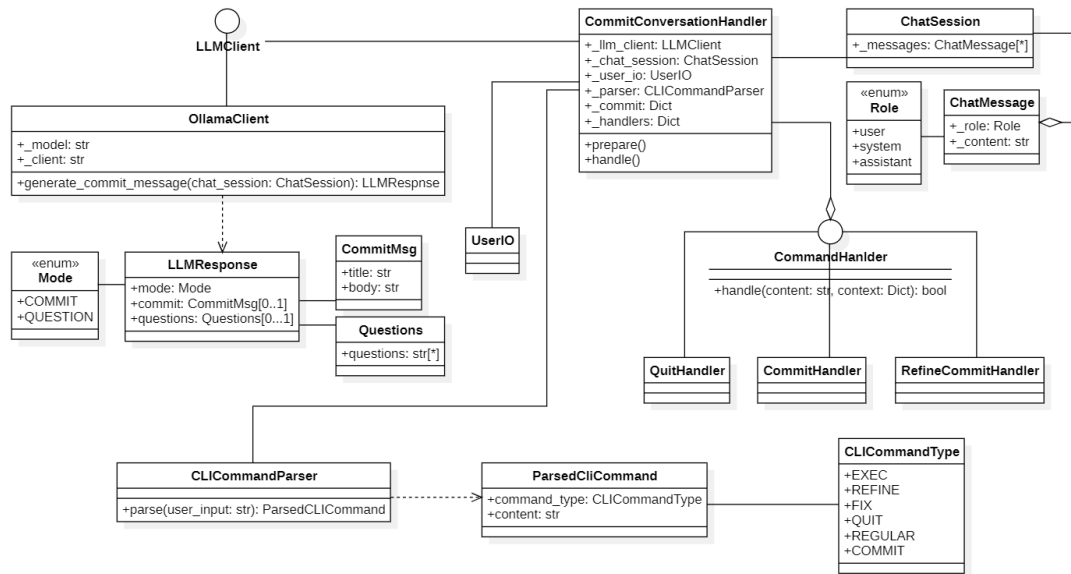 LLMClient
CommitConversationHandler
+_llm_client: LLMClient
+_chat_session: ChatSession
+_user_io: UserIO
+_parser: CLICommandParser
+_commit: Dict
+_handlers: Dict
+prepare()
+handle()
ChatSession
+_messages: ChatMessage[*]
«enum»
Role
+user
+system
+assistant
ChatMessage
+_role: Role
+_content: str
OllamaClient
+_model: str
+_client: str
+generate_commit_message(chat_session: ChatSession): LLMRespnse
UserIO
CommandHanlder
+handle(content: str, context: Dict): bool
«enum»
Mode
+COMMIT
+QUESTION
LLMResponse
+mode: Mode
+commit: CommitMsg[0..1]
+questions: Questions[0...1]
CommitMsg
+title: str
+body: str
Questions
+questions: str[*]
QuitHandler
CommitHandler
RefineCommitHandler
CLICommandParser
+parse(user_input: str): ParsedCLICommand
ParsedCliCommand
+command_type: CLICommandType
+content: str
CLICommandType
+EXEC
+REFINE
+FIX
+QUIT
+REGULAR
+COMMIT